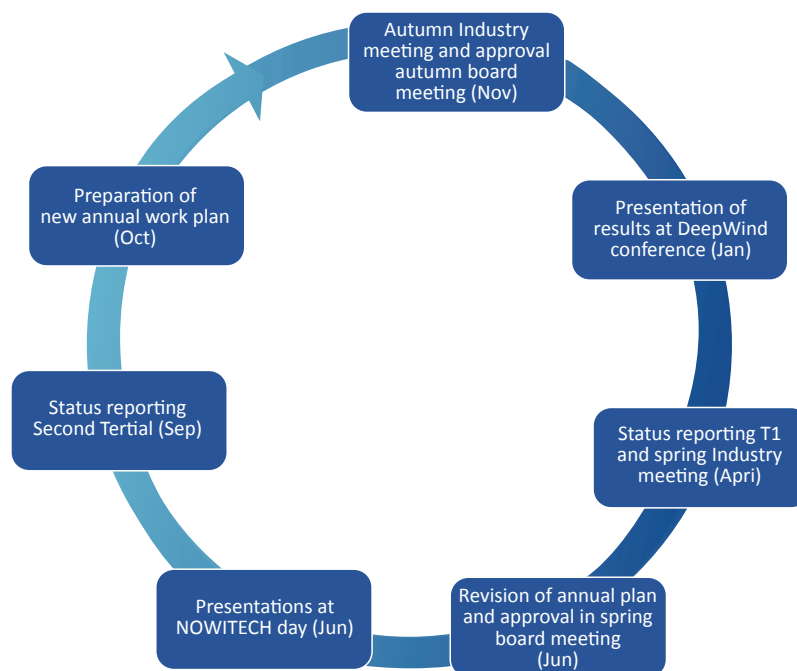 Autumn Industry
meeting and approval
autumn board
meeting (Nov)
Presentation of
results at DeepWind
conference (Jan)
Status reporting T1
and spring Industry
meeting (Apri)
Revision of annual plan
and approval in spring
board meeting
(Jun)
Presentations at
NOWITECH day (Jun)
Status reporting
Second Tertial (Sep)
Preparation of
new annual work plan
(Oct)